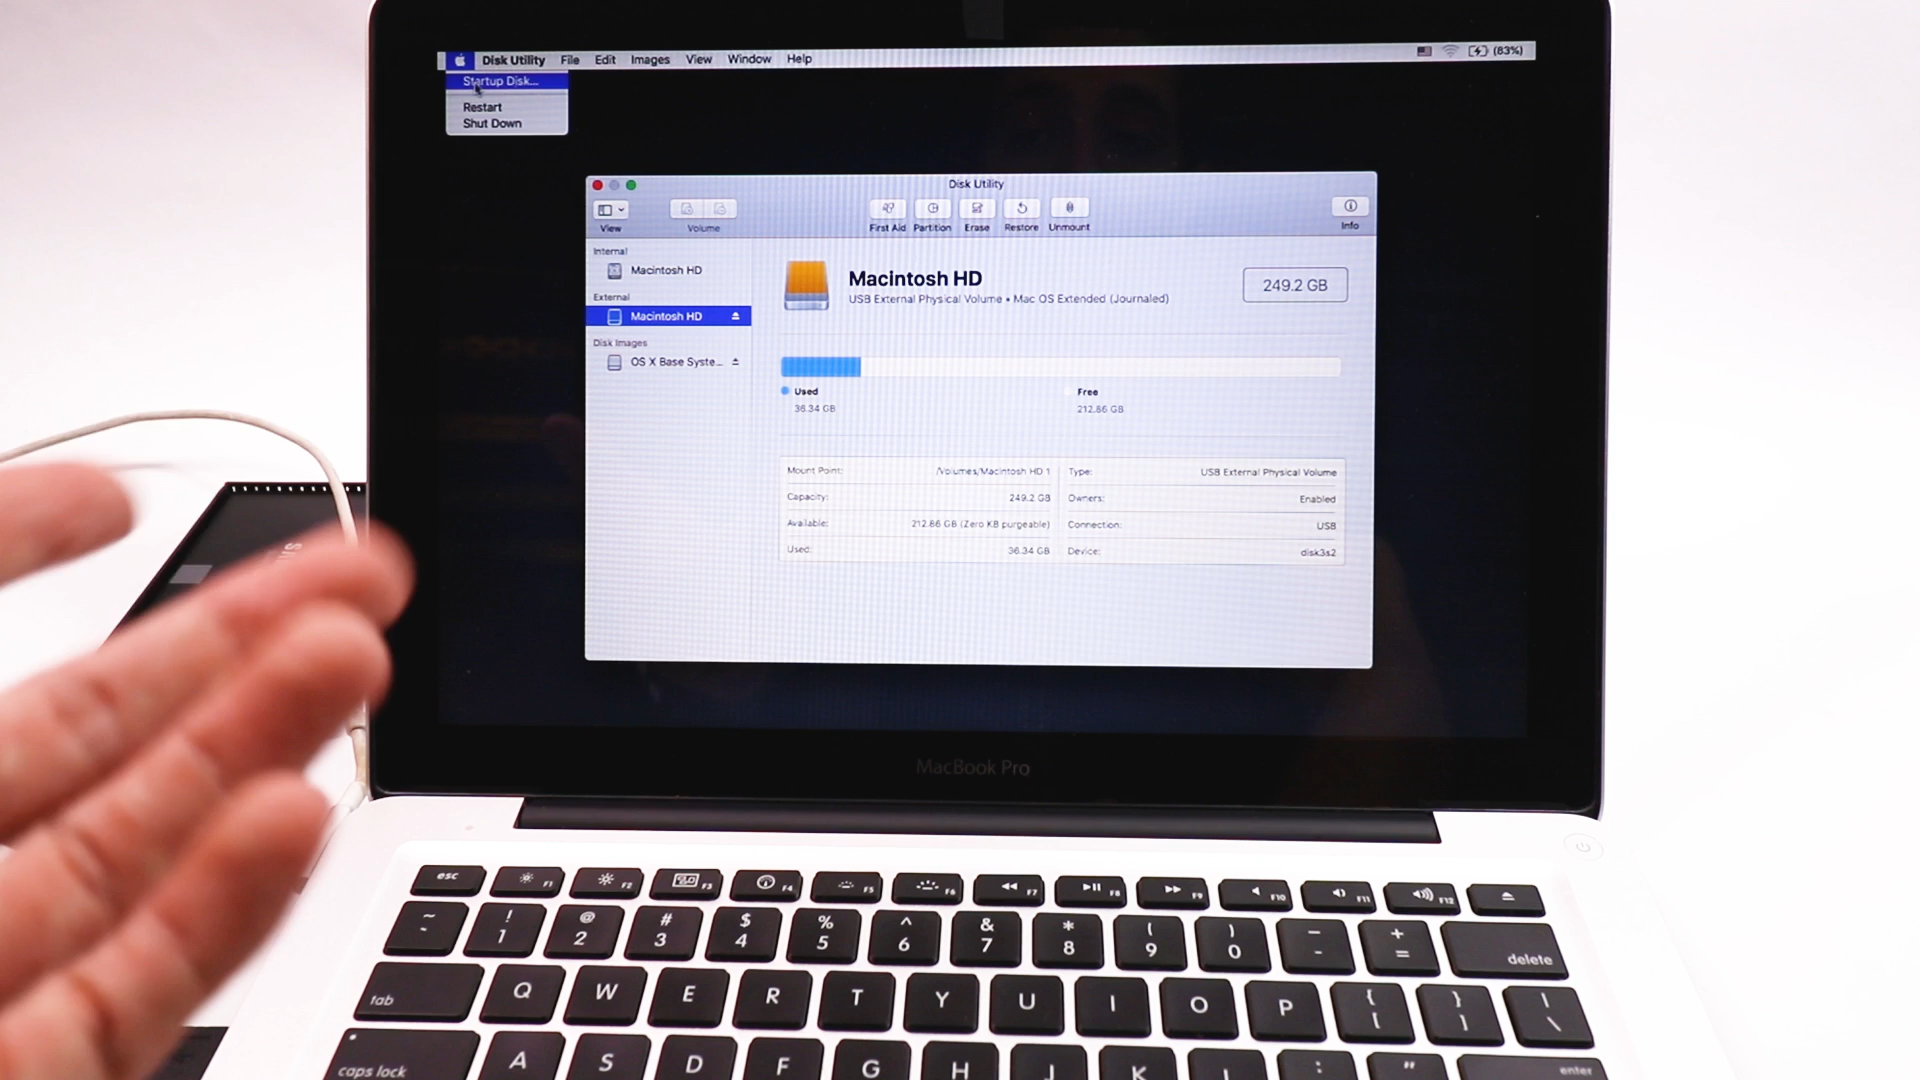 Disk Utility File Edit Images View Window Help (83%)
Startup Disk...
Restart
Shut Down
Disk Utility
View Volume First Aid Partition Erase Restore Unmount Info
Internal
Macintosh HD
External
Macintosh HD
Disk Images
OS X Base Syste...
Macintosh HD
USB External Physical Volume • Mac OS Extended (Journaled)
249.2 GB
Used
36.34 GB
Free
212.86 GB
Mount Point: /Volumes/Macintosh HD 1
Type: USB External Physical Volume
Capacity: 249.2 GB
Owners: Enabled
Available: 212.86 GB (Zero KB purgeable)
Connection: USB
Used: 36.34 GB
Device: disk3s2
MacBook Pro
esc F1 F2 F3 F4 F5 F6 F7 F8 F9 F10 F11 F12
~ ! @ # $ % ^ & * ( ) _ +
` 1 2 3 4 5 6 7 8 9 0 - = delete
tab Q W E R T Y U I O P { [ } ] | \
caps lock A S D F G H J K L : " enter